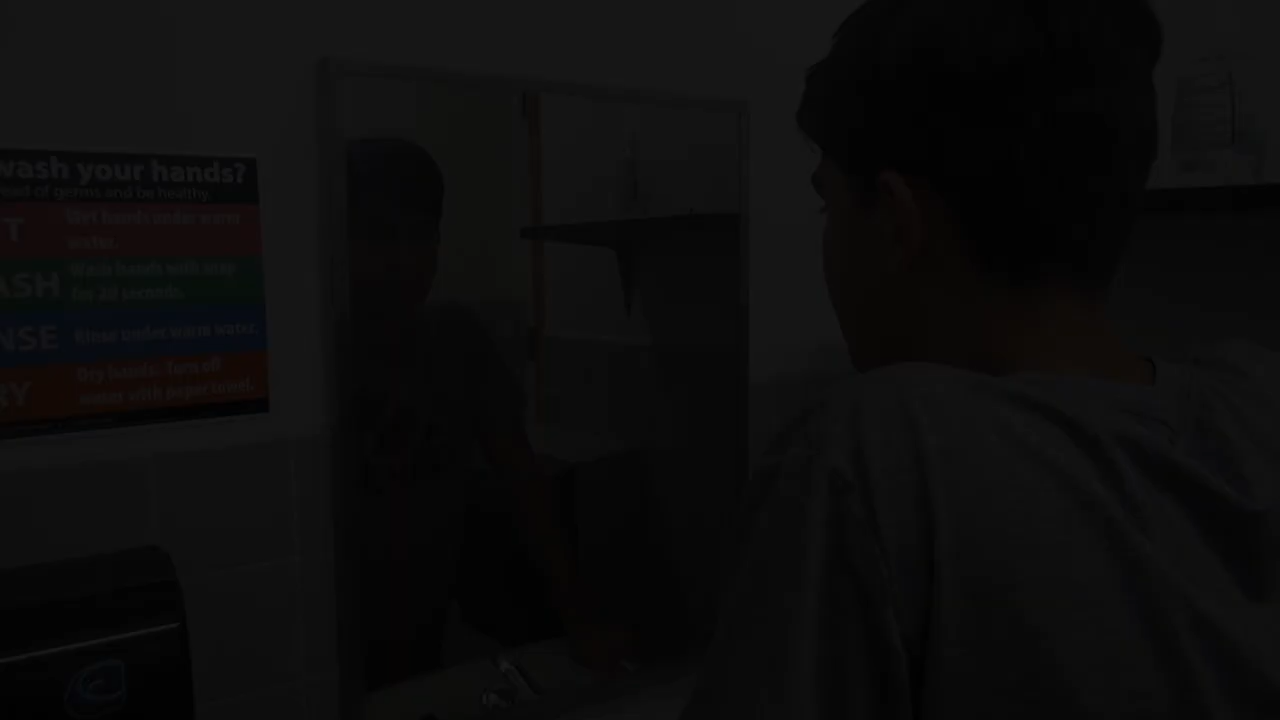 wash your hands?
ead of germs and be healthy.
T
Wet hands under warm
water.
ASH
Wash hands with soap
for 20 seconds.
NSE
Rinse under warm water.
RY
Dry hands. Turn off
water with paper towel.